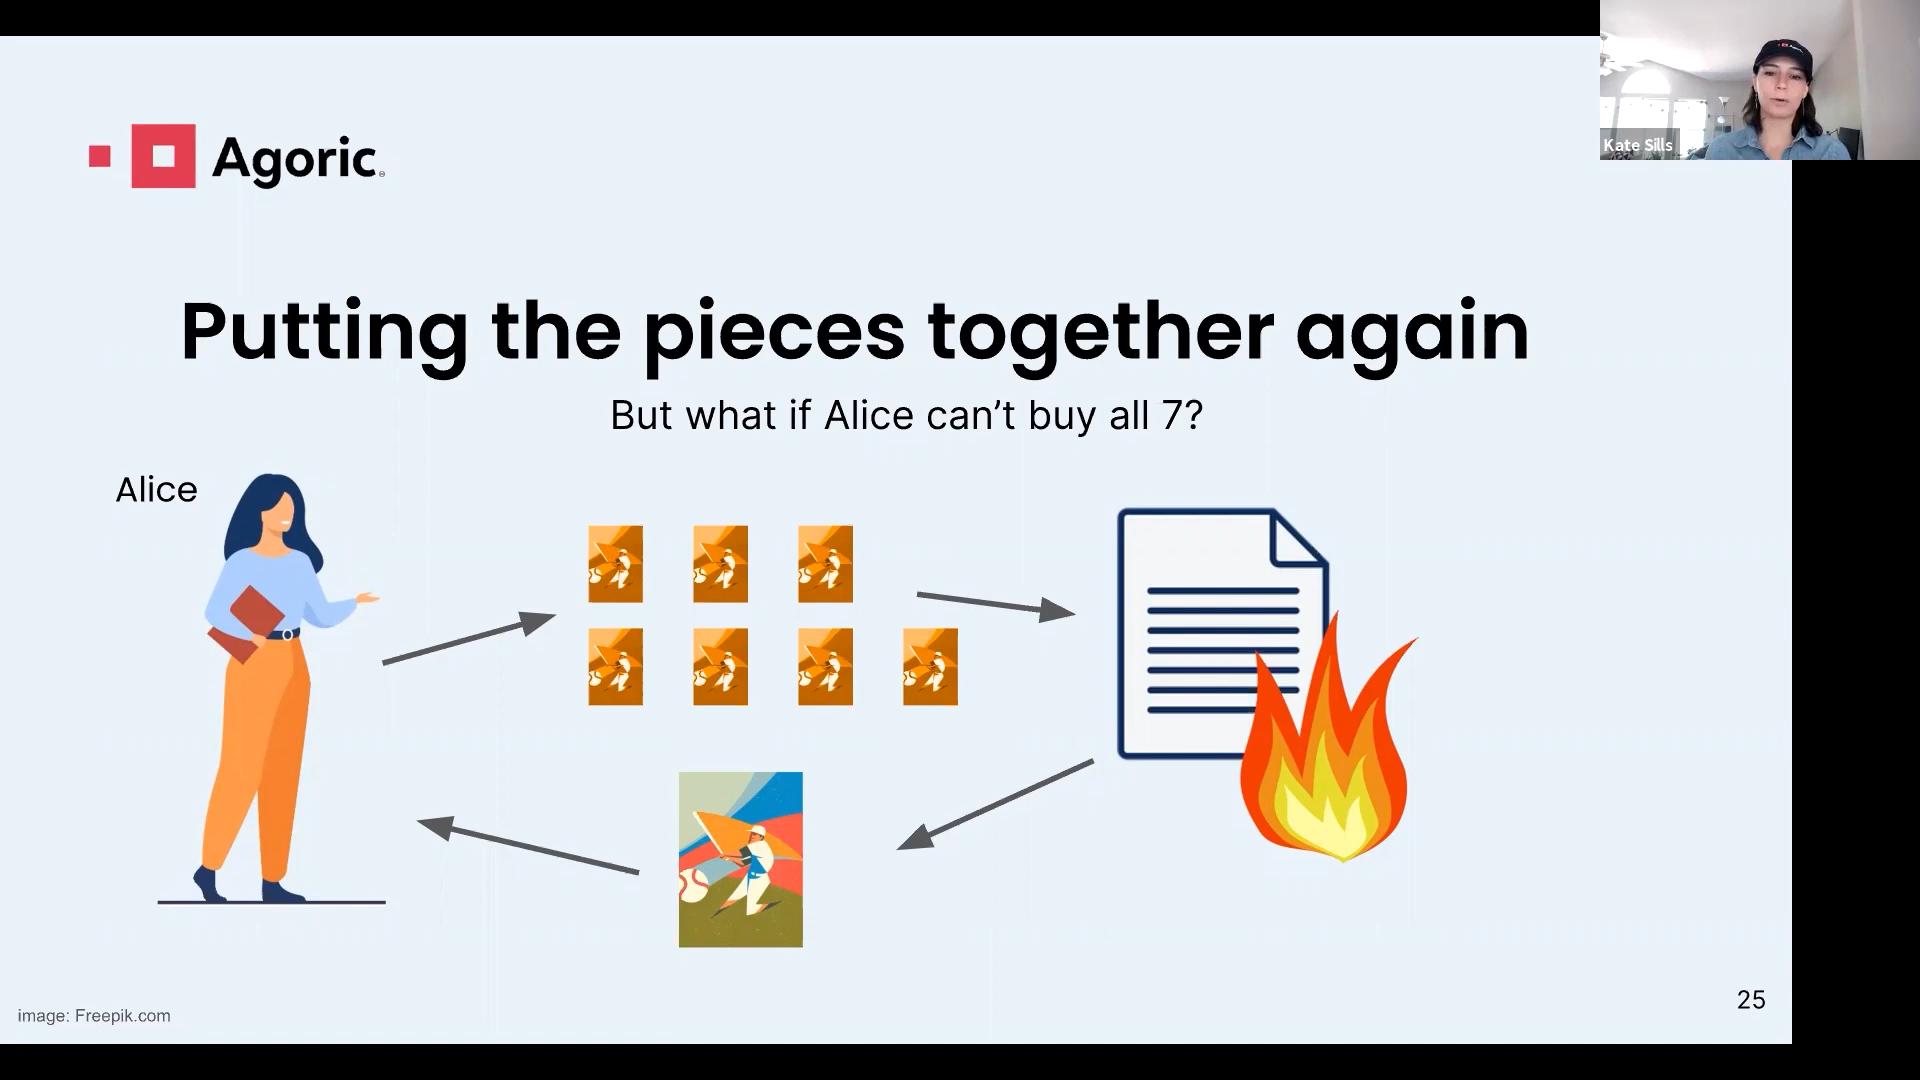 Kate Sills
Agoric
Putting the pieces together again
But what if Alice can’t buy all 7?
Alice
25
image: Freepik.com